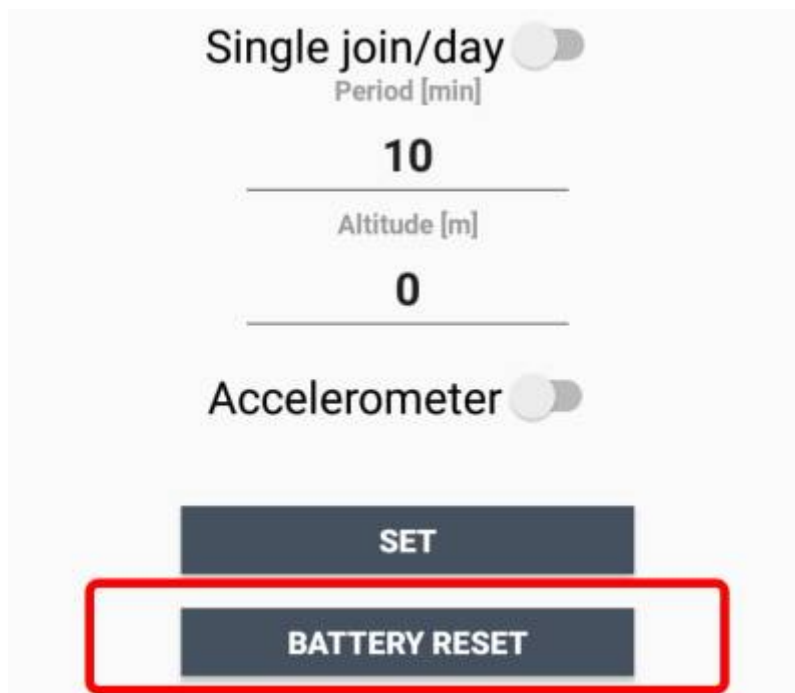 Single join/day
Period [min]
10
Altitude [m]
0
Accelerometer
SET
BATTERY RESET